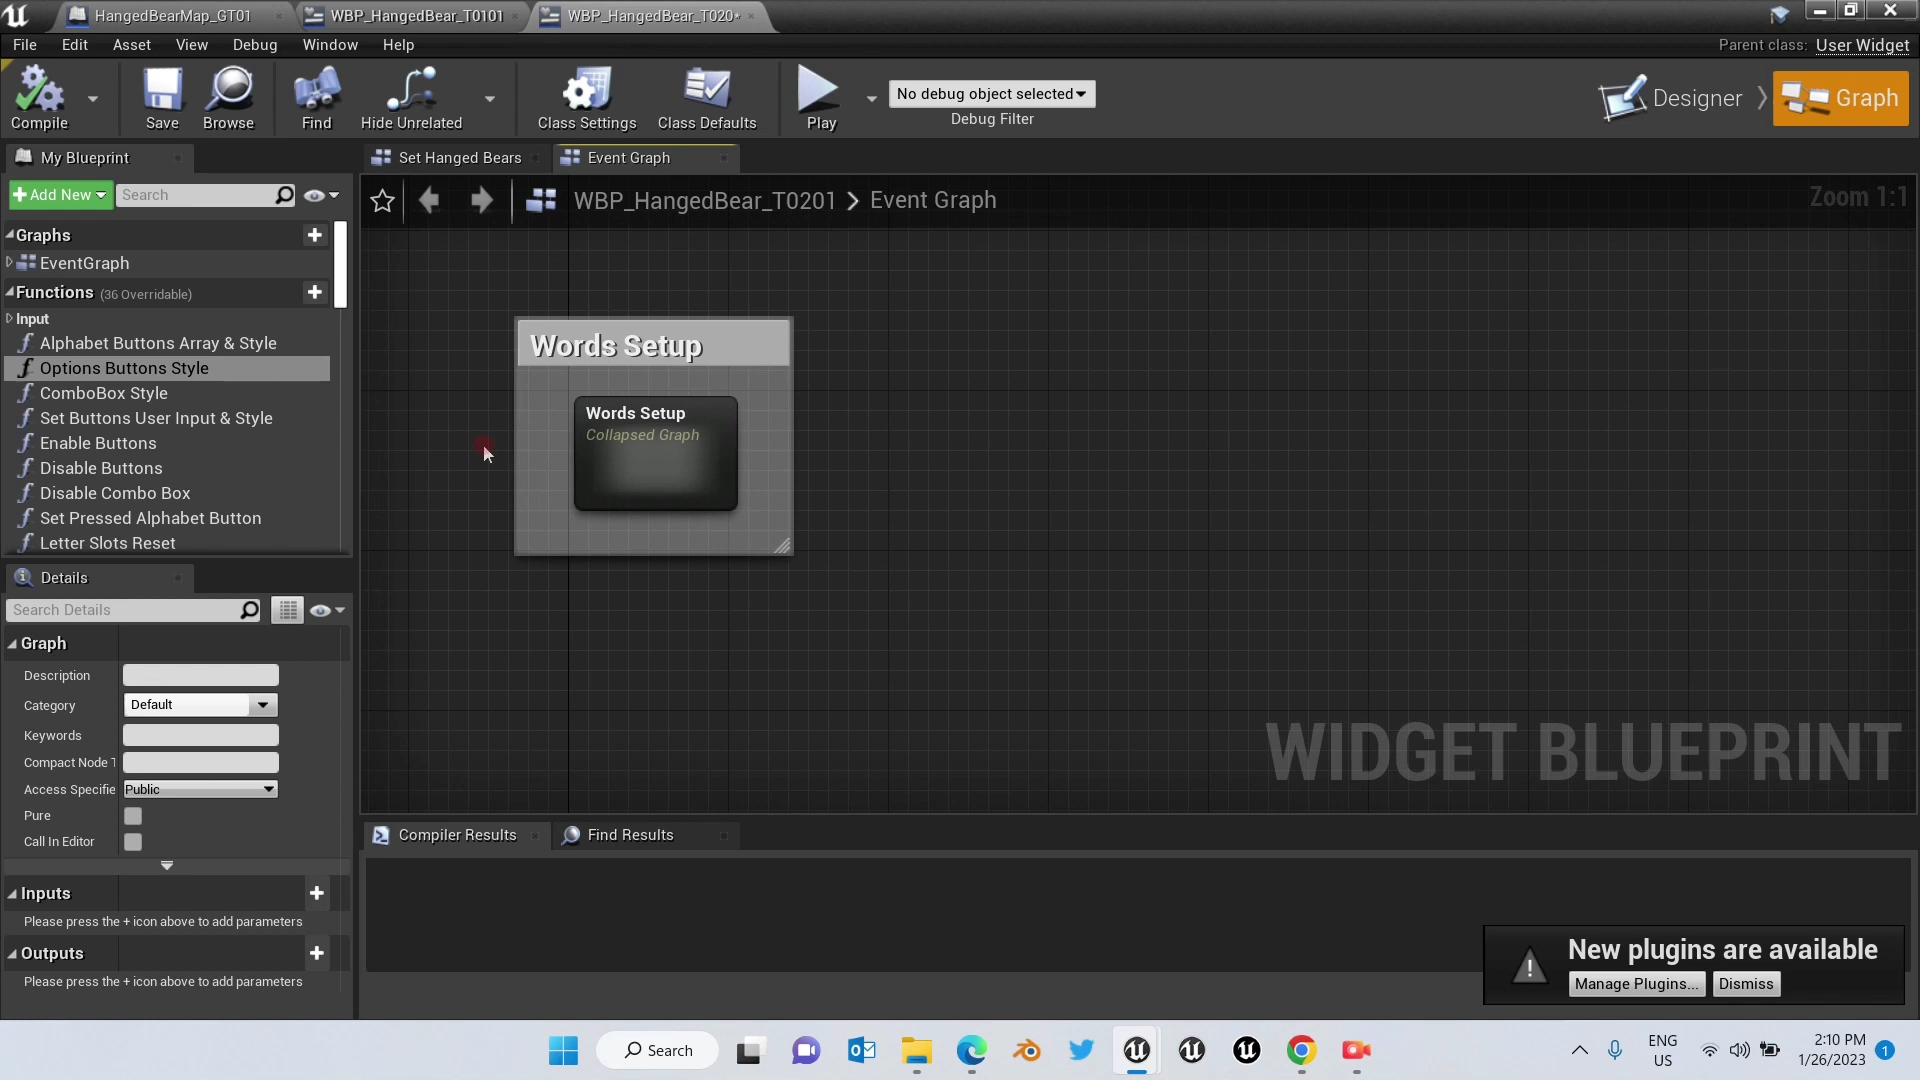 HangedBearMap_GT01
WBP_HangedBear_T0101
WBP_HangedBear_T020*
File Edit Asset View Debug Window Help
Parent class: User Widget
Compile
Save
Browse
Find
Hide Unrelated
Class Settings
Class Defaults
Play
No debug object selected
Debug Filter
Designer
Graph
My Blueprint
Set Hanged Bears
Event Graph
Add New
Search
WBP_HangedBear_T0201 > Event Graph
Zoom 1:1
Graphs
EventGraph
Functions (36 Overridable)
Input
Alphabet Buttons Array & Style
Options Buttons Style
ComboBox Style
Set Buttons User Input & Style
Enable Buttons
Disable Buttons
Disable Combo Box
Set Pressed Alphabet Button
Letter Slots Reset
Words Setup
Words Setup
Collapsed Graph
Details
Search Details
Graph
Description
Category Default
Keywords
Compact Node T
Access Specifie Public
Pure
Call In Editor
Inputs
Please press the + icon above to add parameters
Outputs
Please press the + icon above to add parameters
WIDGET BLUEPRINT
Compiler Results
Find Results
New plugins are available
Manage Plugins...
Dismiss
Search
ENG
US
2:10 PM
1/26/2023
1